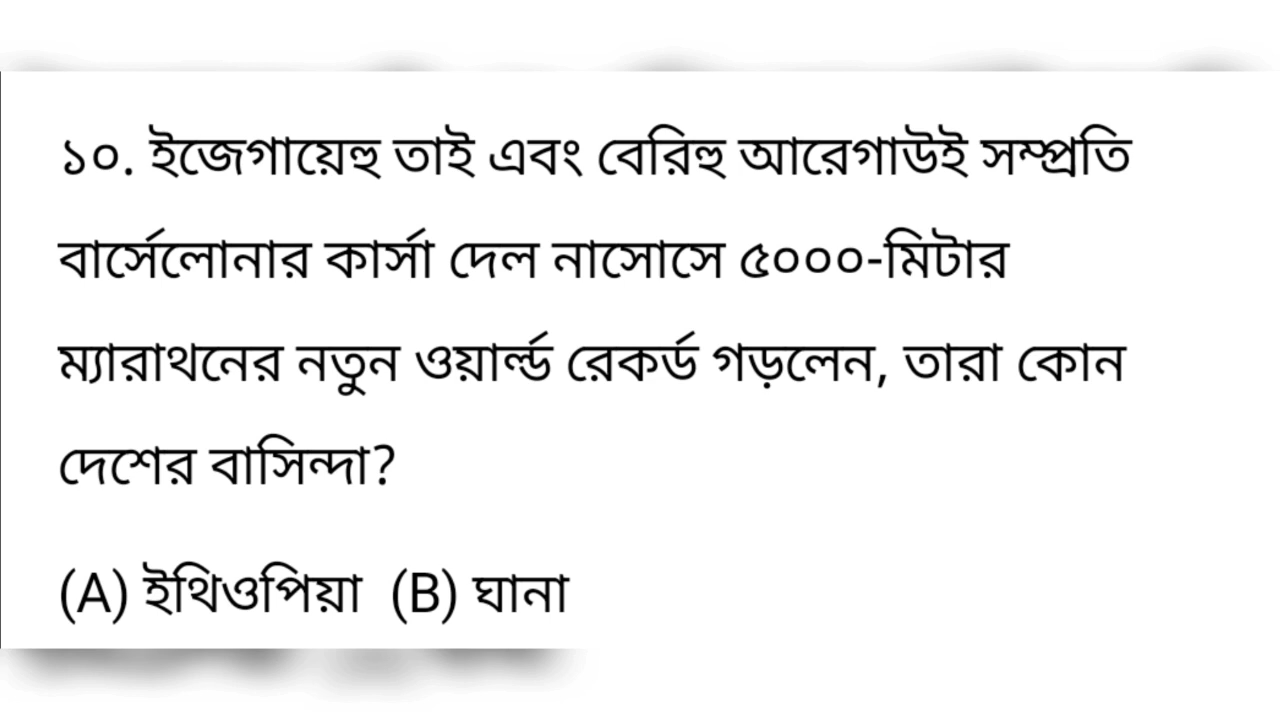 ১০. ইজেগায়েহু তাই এবং বেরিহু আরেগাউই সম্প্রতি
বার্সেলোনার কার্সা দেল নাসোসে ৫০০০-মিটার
ম্যারাথনের নতুন ওয়ার্ল্ড রেকর্ড গড়লেন, তারা কোন
দেশের বাসিন্দা?
(A) ইথিওপিয়া (B) ঘানা